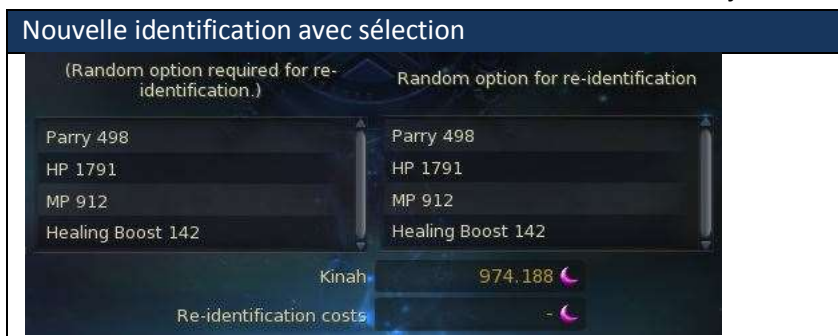 Nouvelle identification avec sélection
(Random option required for re-
identification.)
Random option for re-identification
Parry 498
HP 1791
MP 912
Healing Boost 142
Parry 498
HP 1791
MP 912
Healing Boost 142
Kinah 974.188
Re-identification costs -